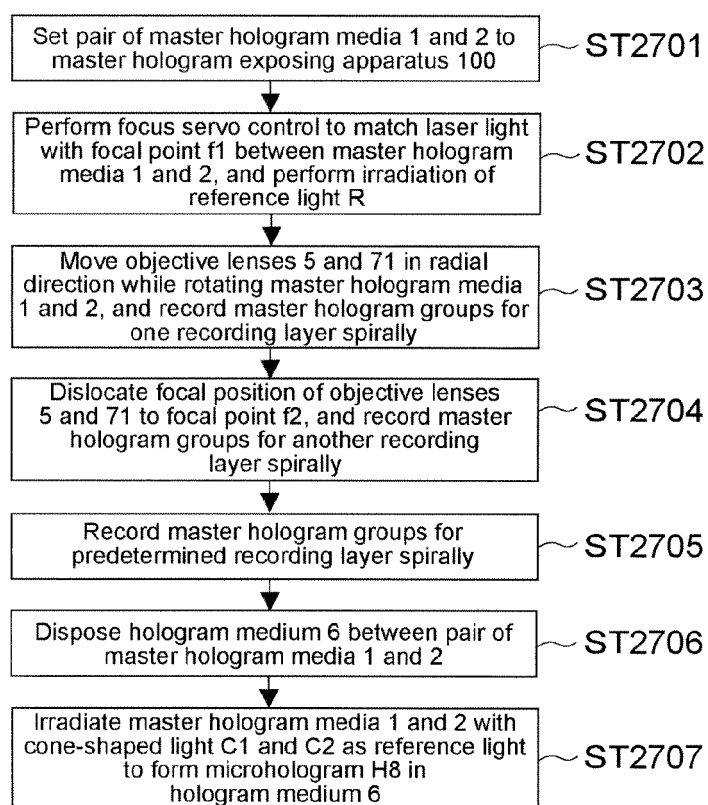 Set pair of master hologram media 1 and 2 to
master hologram exposing apparatus 100
ST2701
Perform focus servo control to match laser light
with focal point f1 between master hologram
media 1 and 2, and perform irradiation of
reference light R
ST2702
Move objective lenses 5 and 71 in radial
direction while rotating master hologram media
1 and 2, and record master hologram groups for
one recording layer spirally
ST2703
Dislocate focal position of objective lenses
5 and 71 to focal point f2, and record master
hologram groups for another recording
layer spirally
ST2704
Record master hologram groups for
predetermined recording layer spirally
ST2705
Dispose hologram medium 6 between pair of
master hologram media 1 and 2
ST2706
Irradiate master hologram media 1 and 2 with
cone-shaped light C1 and C2 as reference light
to form microhologram H8 in
hologram medium 6
ST2707